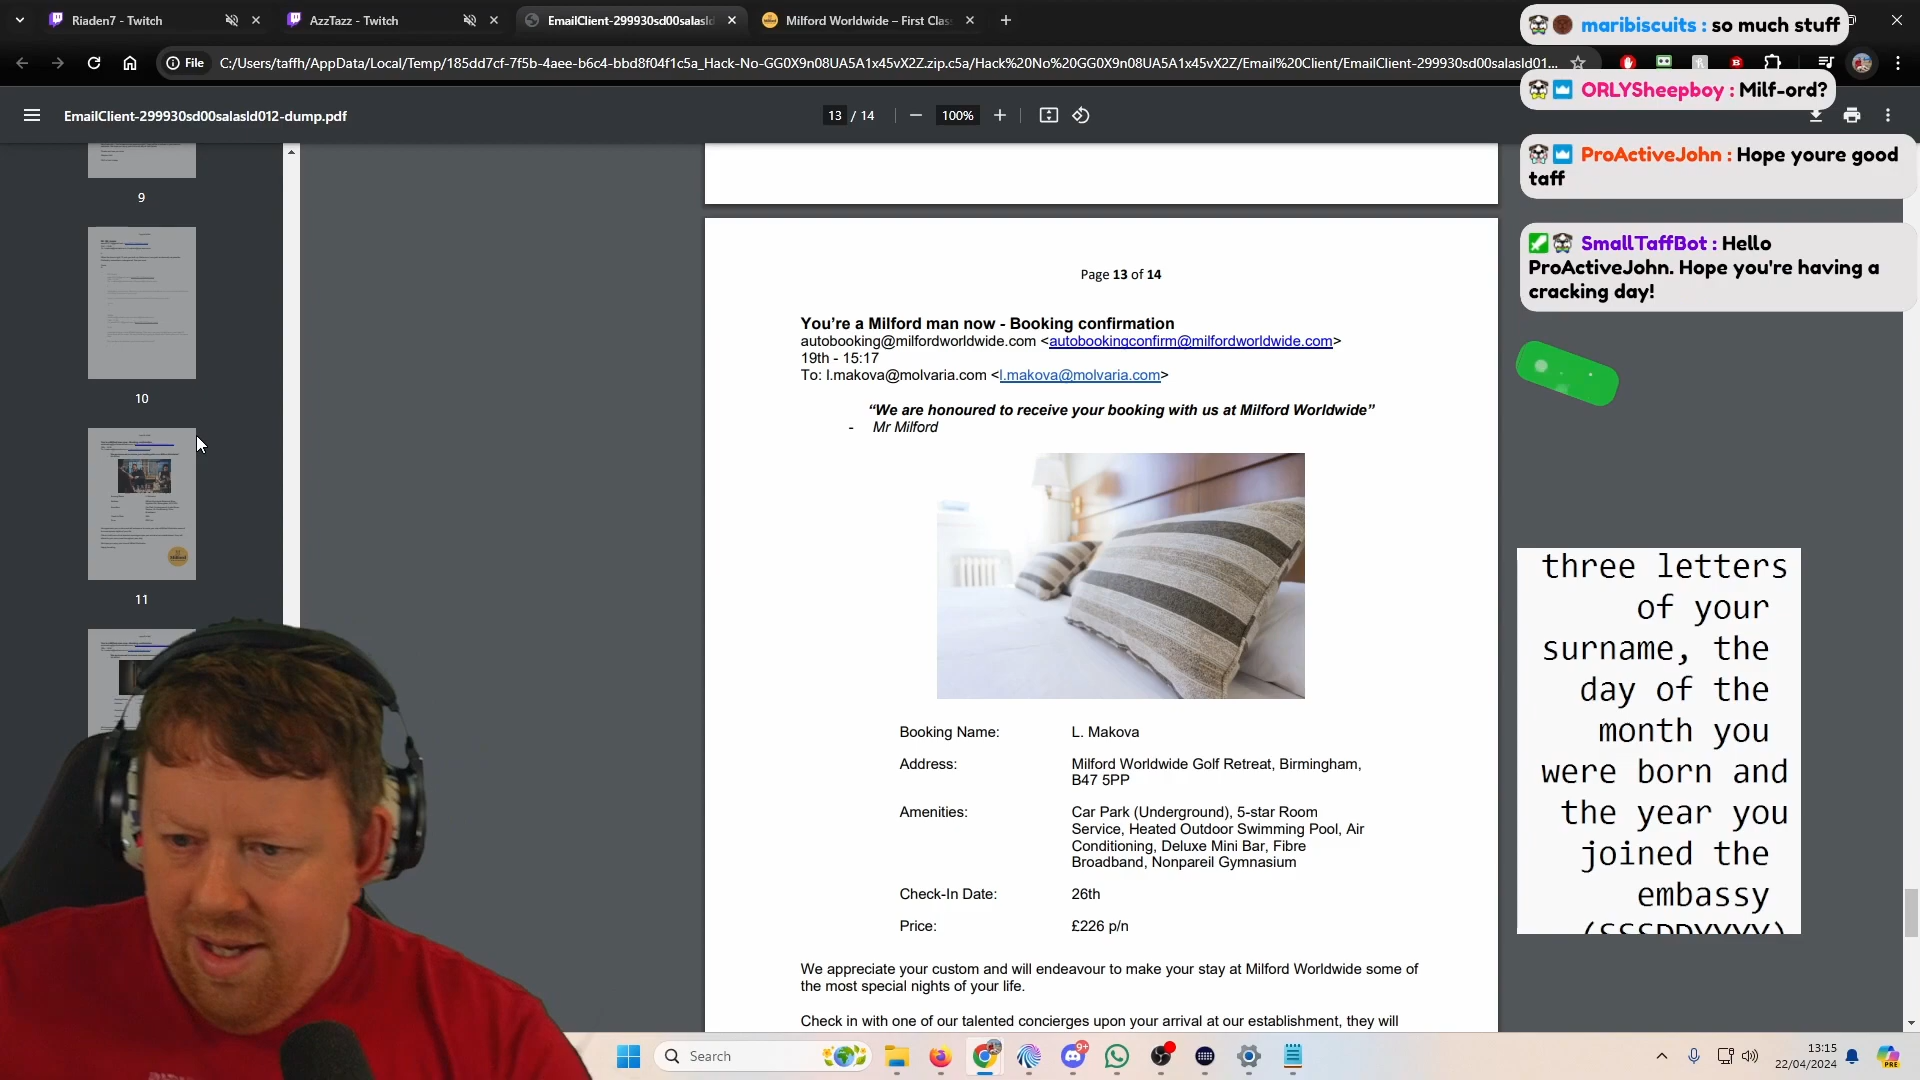 Riaden7 - Twitch
AzzTazz - Twitch
EmailClient-299930sd00salasld
Milford Worldwide – First Clas
File
C:/Users/taffh/AppData/Local/Temp/185dd7cf-7f5b-4aee-b6c4-bbd8f04f1c5a_Hack-No-GG0X9n08UA5A1x45vX2Z.zip.c5a/Hack%20No%20GG0X9n08UA5A1x45vX2Z/Email%20Client/EmailClient-299930sd00salasld01...
EmailClient-299930sd00salasld012-dump.pdf
13 / 14
100%
maribiscuits : so much stuff
ORLYSheepboy : Milf-ord?
ProActiveJohn : Hope youre good
taff
SmallTaffBot : Hello
ProActiveJohn. Hope you're having a
cracking day!
9
10
11
Page 13 of 14
You're a Milford man now - Booking confirmation
autobooking@milfordworldwide.com <autobookingconfirm@milfordworldwide.com>
19th - 15:17
To: l.makova@molvaria.com <l.makova@molvaria.com>
“We are honoured to receive your booking with us at Milford Worldwide”
- Mr Milford
Booking Name: L. Makova
Address: Milford Worldwide Golf Retreat, Birmingham,
B47 5PP
Amenities: Car Park (Underground), 5-star Room
Service, Heated Outdoor Swimming Pool, Air
Conditioning, Deluxe Mini Bar, Fibre
Broadband, Nonpareil Gymnasium
Check-In Date: 26th
Price: £226 p/n
We appreciate your custom and will endeavour to make your stay at Milford Worldwide some of
the most special nights of your life.
Check in with one of our talented concierges upon your arrival at our establishment, they will
three letters
of your
surname, the
day of the
month you
were born and
the year you
joined the
embassy
(SSSDDYYYY)
Search
9+
13:15
22/04/2024
PRE